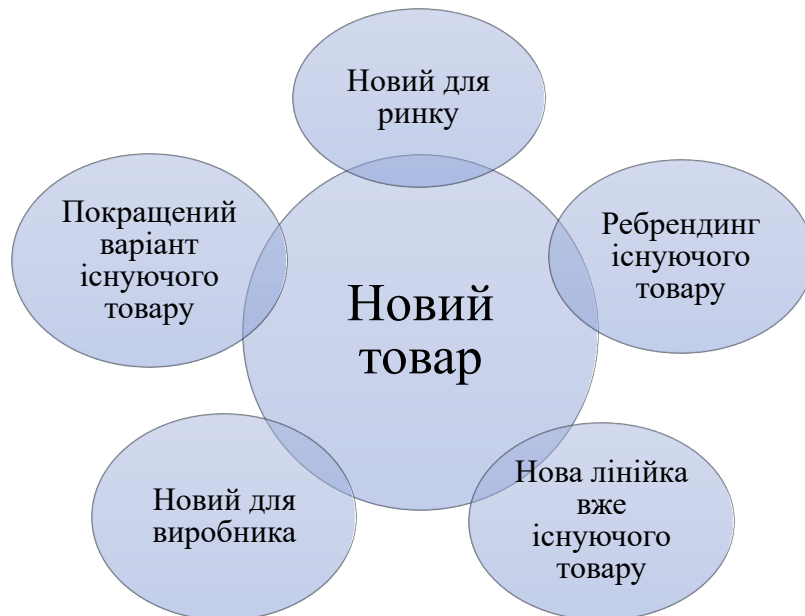 Новий для
ринку
Покращений
варіант
існуючого
товару
Ребрендинг
існуючого
товару
Новий
товар
Новий для
виробника
Нова лінійка
вже
існуючого
товару